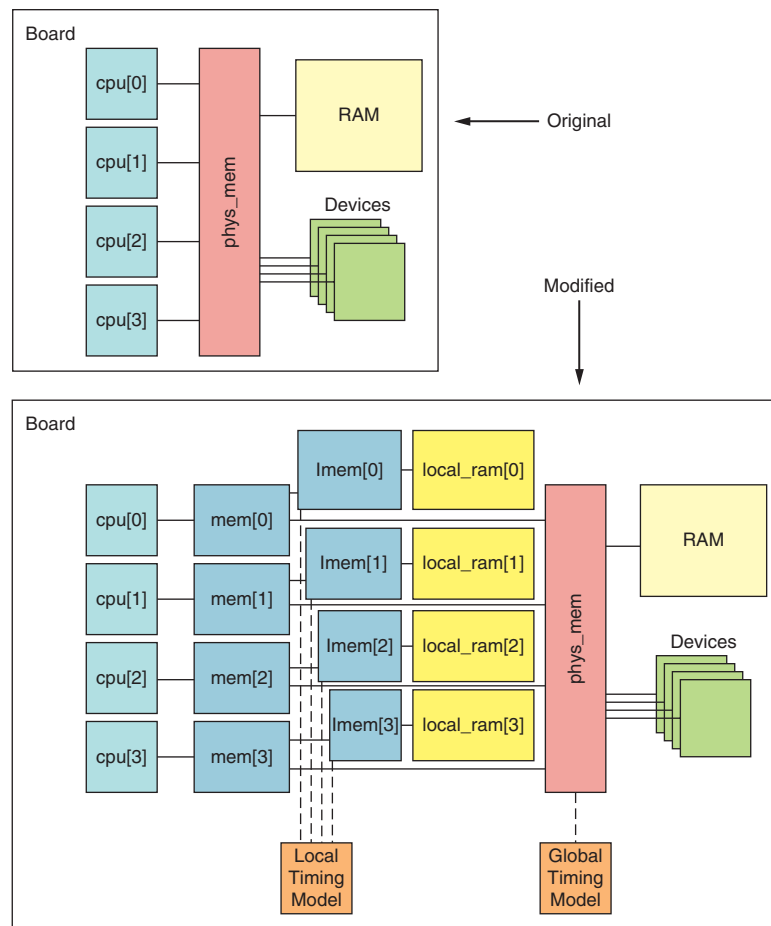 Board
cpu[0]
cpu[1]
cpu[2]
cpu[3]
phys_mem
RAM
Devices
Original
Modified
Board
cpu[0]
cpu[1]
cpu[2]
cpu[3]
mem[0]
mem[1]
mem[2]
mem[3]
lmem[0]
lmem[1]
lmem[2]
lmem[3]
local_ram[0]
local_ram[1]
local_ram[2]
local_ram[3]
phys_mem
RAM
Devices
Local
Timing
Model
Global
Timing
Model